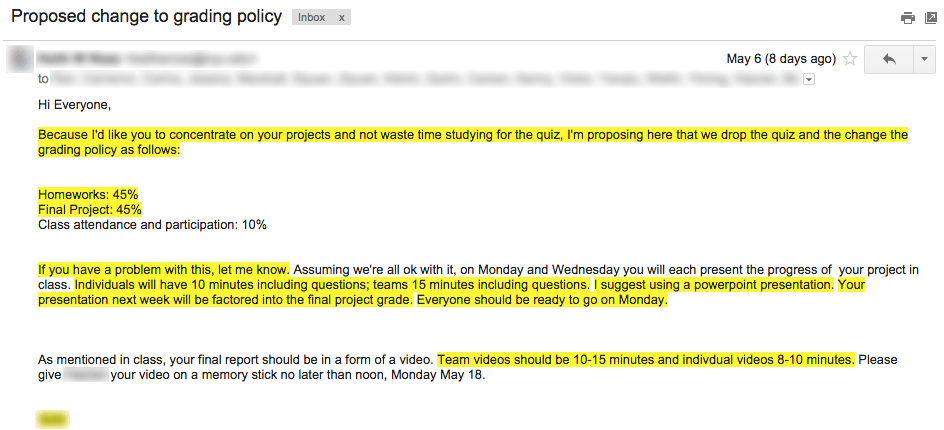 Proposed change to grading policy Inbox x
May 6 (8 days ago)
to
Hi Everyone,
Because I'd like you to concentrate on your projects and not waste time studying for the quiz, I'm proposing here that we drop the quiz and the change the
grading policy as follows:
Homeworks: 45%
Final Project: 45%
Class attendance and participation: 10%
If you have a problem with this, let me know. Assuming we're all ok with it, on Monday and Wednesday you will each present the progress of your project in
class. Individuals will have 10 minutes including questions; teams 15 minutes including questions. I suggest using a powerpoint presentation. Your
presentation next week will be factored into the final project grade. Everyone should be ready to go on Monday.
As mentioned in class, your final report should be in a form of a video. Team videos should be 10-15 minutes and indivdual videos 8-10 minutes. Please
give your video on a memory stick no later than noon, Monday May 18.